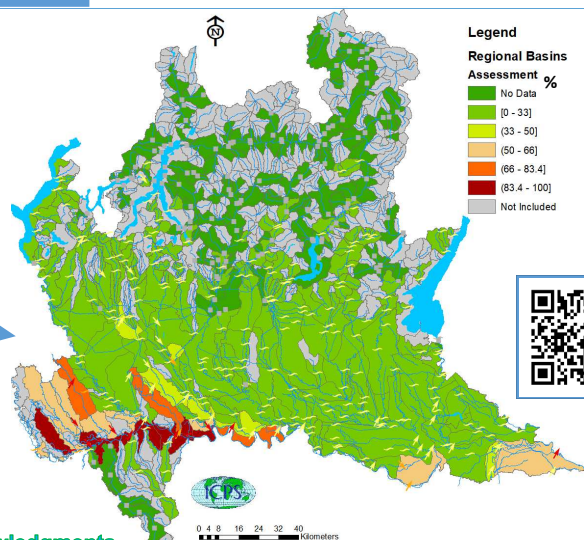 N
Legend
Regional Basins
Assessment %
No Data
[0 - 33]
(33 - 50]
(50 - 66]
(66 - 83.4]
(83.4 - 100]
Not Included
ICPS
0 4 8 16 24 32 40
Kilometers